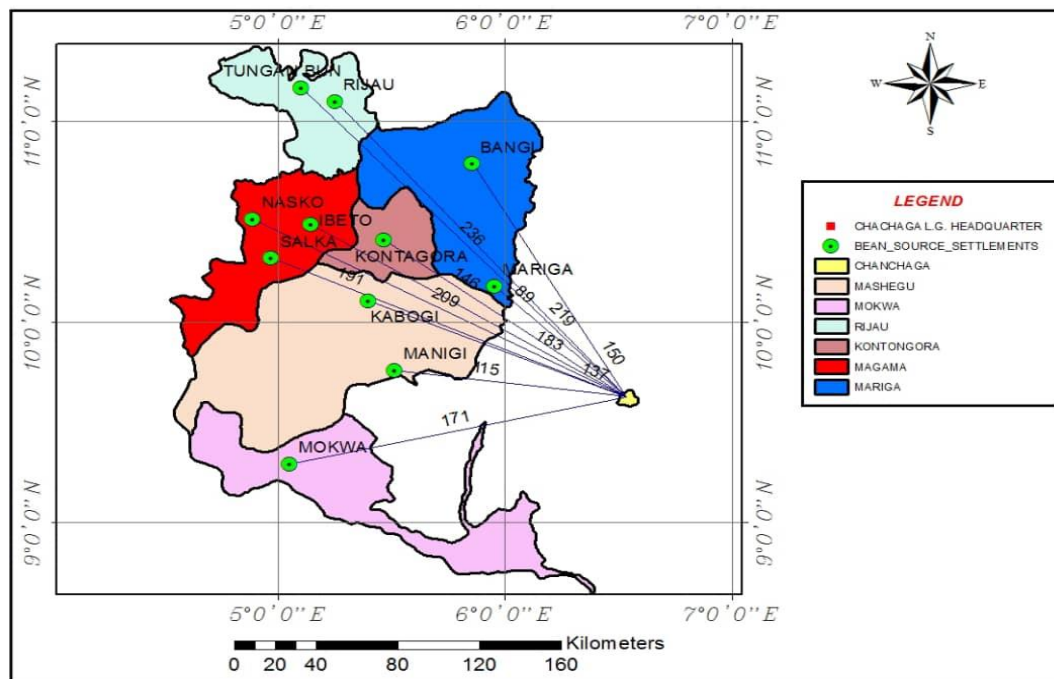 5°0'0"E 6°0'0"E 7°0'0"E
N
W E
S
TUNGAN BUN
RIJAU
11°0'0"N 11°0'0"N
BANGI
NASKO
IBETO
SALKA
KONTAGORA
236
MARIGA
191 146 89
209 219
KABOGI
10°0'0"N 10°0'0"N
183 150
MANIGI
115 137
171
MOKWA
9°0'0"N 9°0'0"N
5°0'0"E 6°0'0"E 7°0'0"E
Kilometers
0 20 40 80 120 160
LEGEND
CHACHAGA L.G. HEADQUARTER
BEAN_SOURCE_SETTLEMENTS
CHANCHAGA
MASHEGU
MOKWA
RIJAU
KONTONGORA
MAGAMA
MARIGA